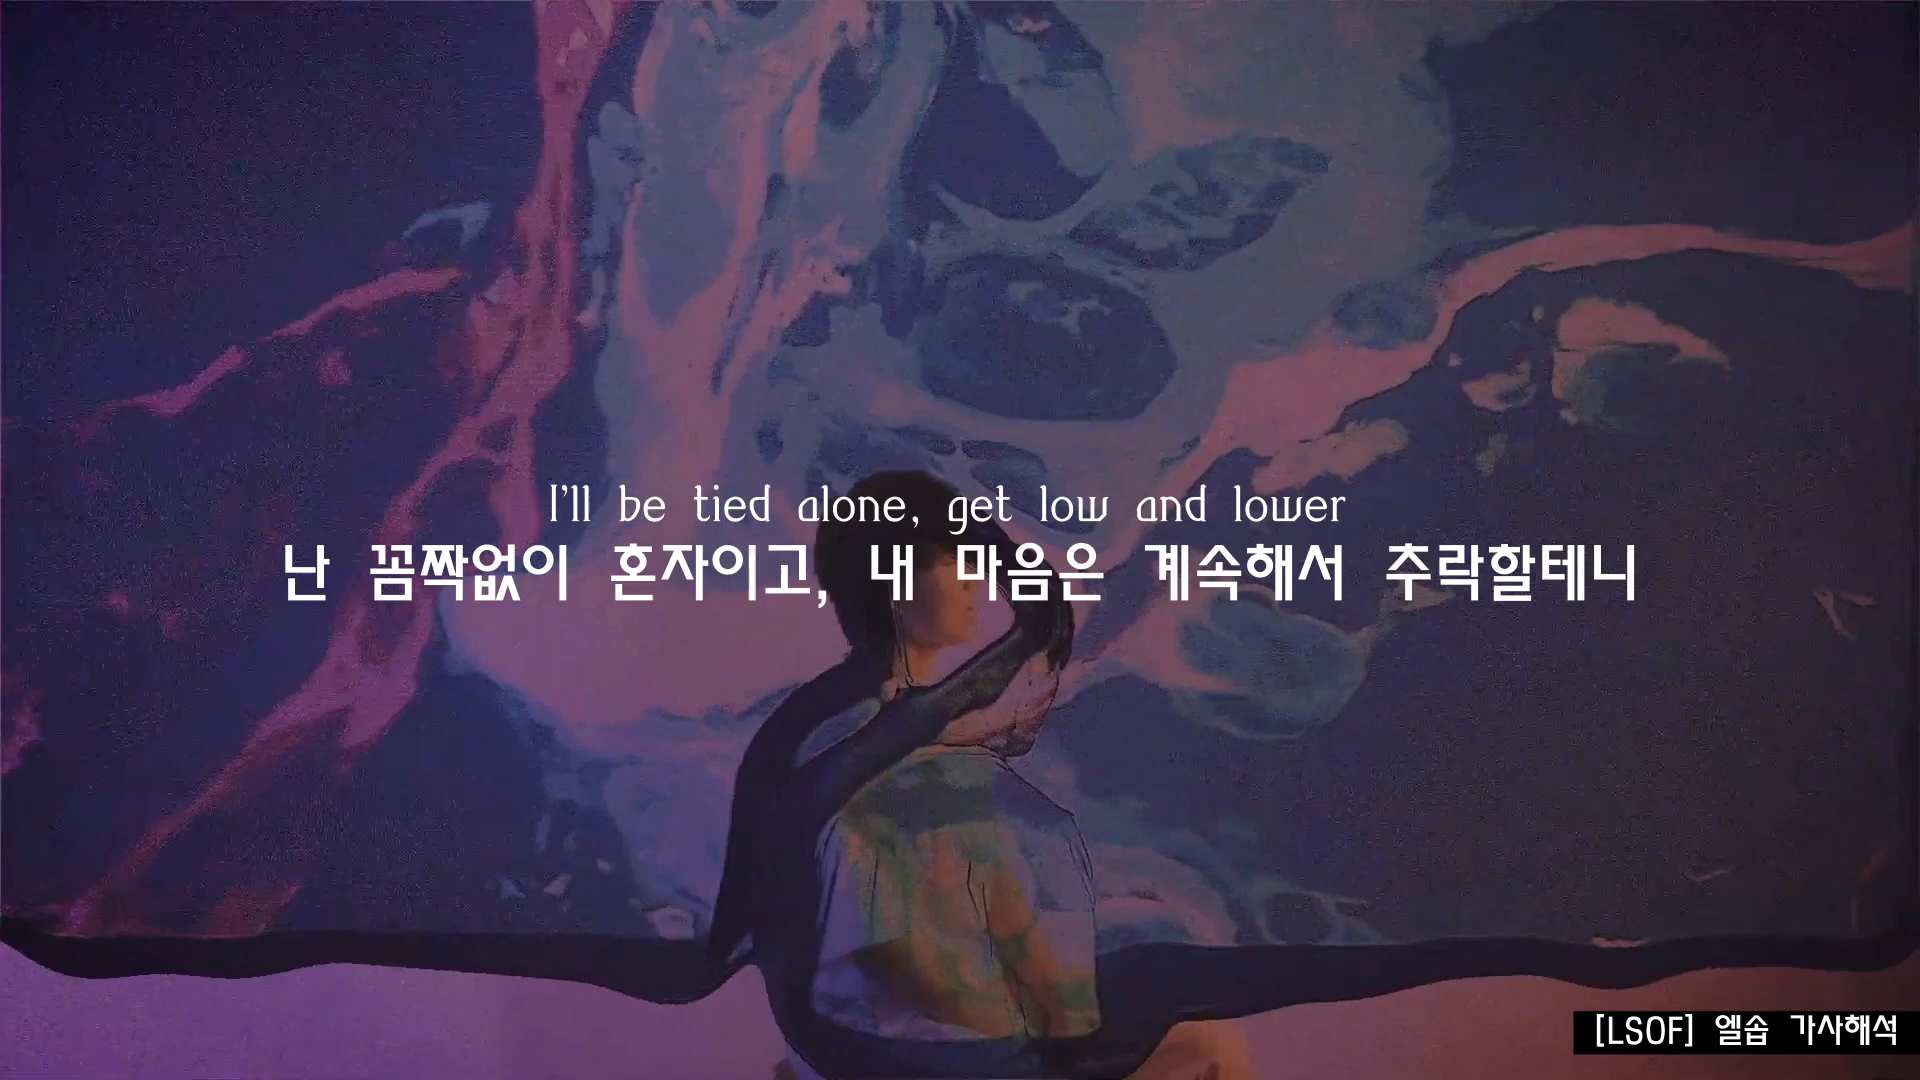 I'll be tied alone, get low and lower
난 꼼짝없이 혼자이고, 내 마음은 계속해서 추락할테니
[LSOF] 엘솝 가사해석